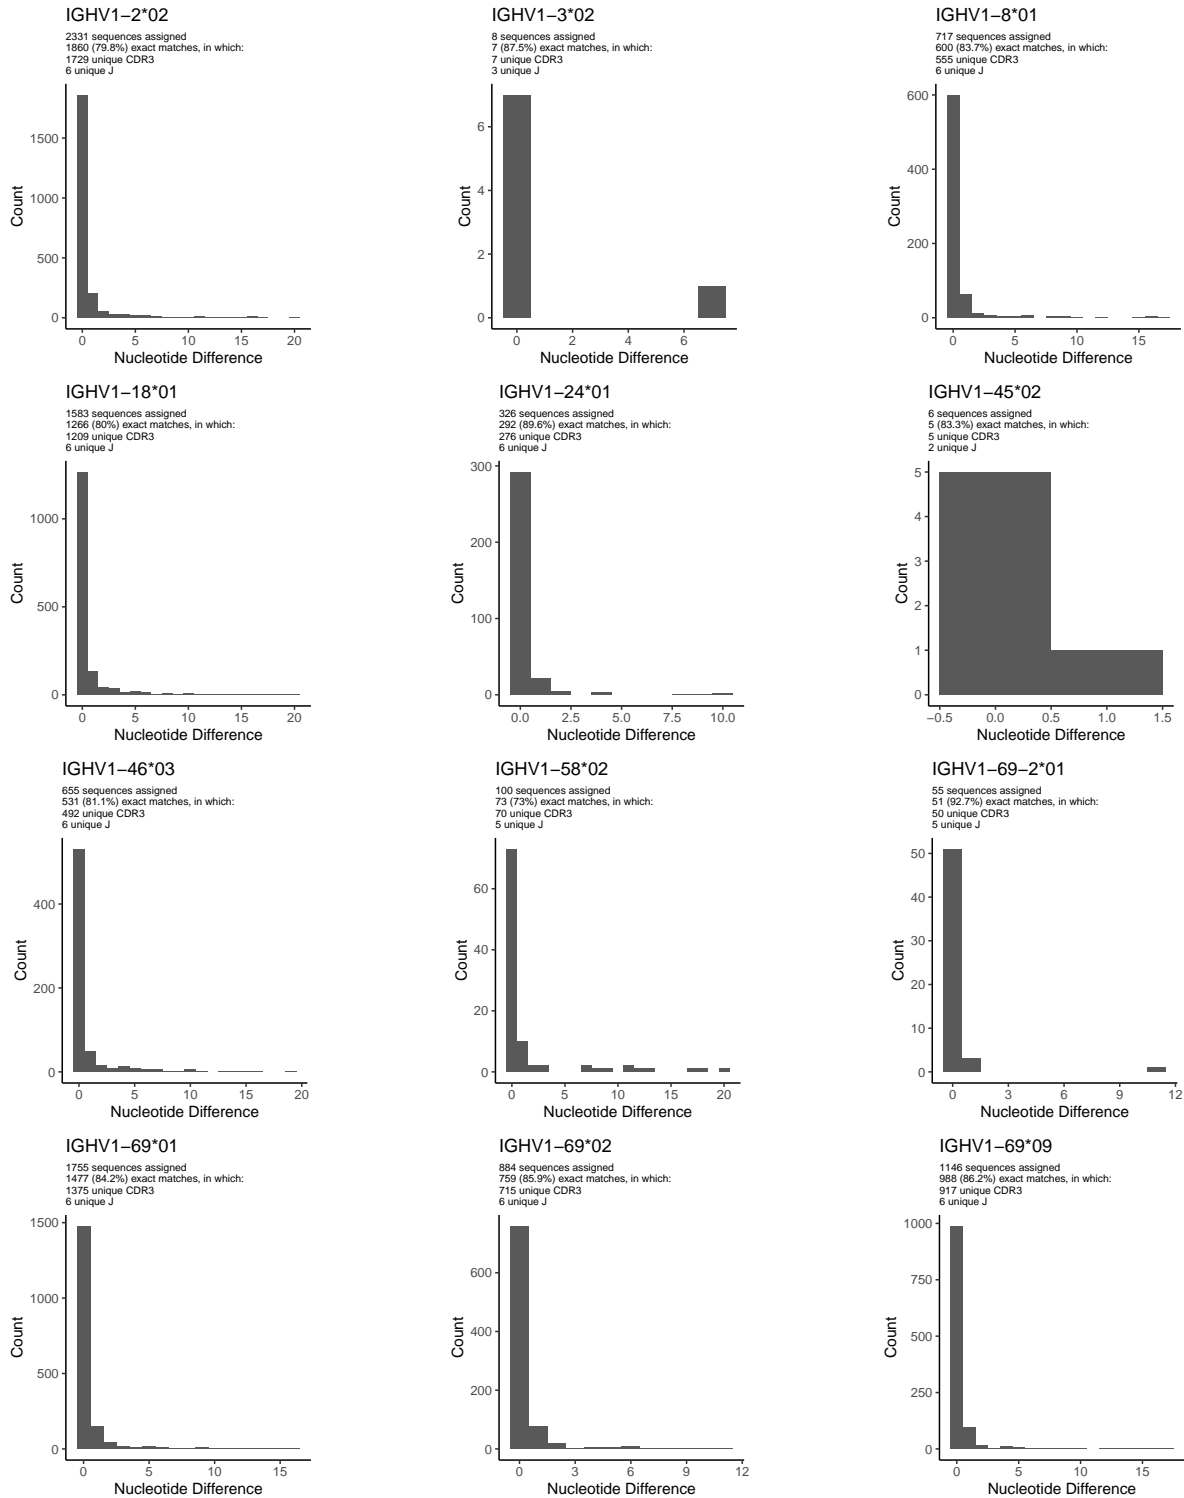 IGHV1−2*02
2331 sequences assigned
1860 (79.8%) exact matches, in which:
1729 unique CDR3
6 unique J
1500
1000
500
0
Count
0 5 10 15 20
Nucleotide Difference
IGHV1−3*02
8 sequences assigned
7 (87.5%) exact matches, in which:
7 unique CDR3
3 unique J
6
4
2
0
Count
0 2 4 6
Nucleotide Difference
IGHV1−8*01
717 sequences assigned
600 (83.7%) exact matches, in which:
555 unique CDR3
6 unique J
600
400
200
0
Count
0 5 10 15
Nucleotide Difference
IGHV1−18*01
1583 sequences assigned
1266 (80%) exact matches, in which:
1209 unique CDR3
6 unique J
1000
500
0
Count
0 5 10 15 20
Nucleotide Difference
IGHV1−24*01
326 sequences assigned
292 (89.6%) exact matches, in which:
276 unique CDR3
6 unique J
300
200
100
0
Count
0.0 2.5 5.0 7.5 10.0
Nucleotide Difference
IGHV1−45*02
6 sequences assigned
5 (83.3%) exact matches, in which:
5 unique CDR3
2 unique J
5
4
3
2
1
0
Count
−0.5 0.0 0.5 1.0 1.5
Nucleotide Difference
IGHV1−46*03
655 sequences assigned
531 (81.1%) exact matches, in which:
492 unique CDR3
6 unique J
400
200
0
Count
0 5 10 15 20
Nucleotide Difference
IGHV1−58*02
100 sequences assigned
73 (73%) exact matches, in which:
70 unique CDR3
5 unique J
60
40
20
0
Count
0 5 10 15 20
Nucleotide Difference
IGHV1−69−2*01
55 sequences assigned
51 (92.7%) exact matches, in which:
50 unique CDR3
5 unique J
50
40
30
20
10
0
Count
0 3 6 9 12
Nucleotide Difference
IGHV1−69*01
1755 sequences assigned
1477 (84.2%) exact matches, in which:
1375 unique CDR3
6 unique J
1500
1000
500
0
Count
0 5 10 15
Nucleotide Difference
IGHV1−69*02
884 sequences assigned
759 (85.9%) exact matches, in which:
715 unique CDR3
6 unique J
600
400
200
0
Count
0 3 6 9 12
Nucleotide Difference
IGHV1−69*09
1146 sequences assigned
988 (86.2%) exact matches, in which:
917 unique CDR3
6 unique J
1000
750
500
250
0
Count
0 5 10 15
Nucleotide Difference